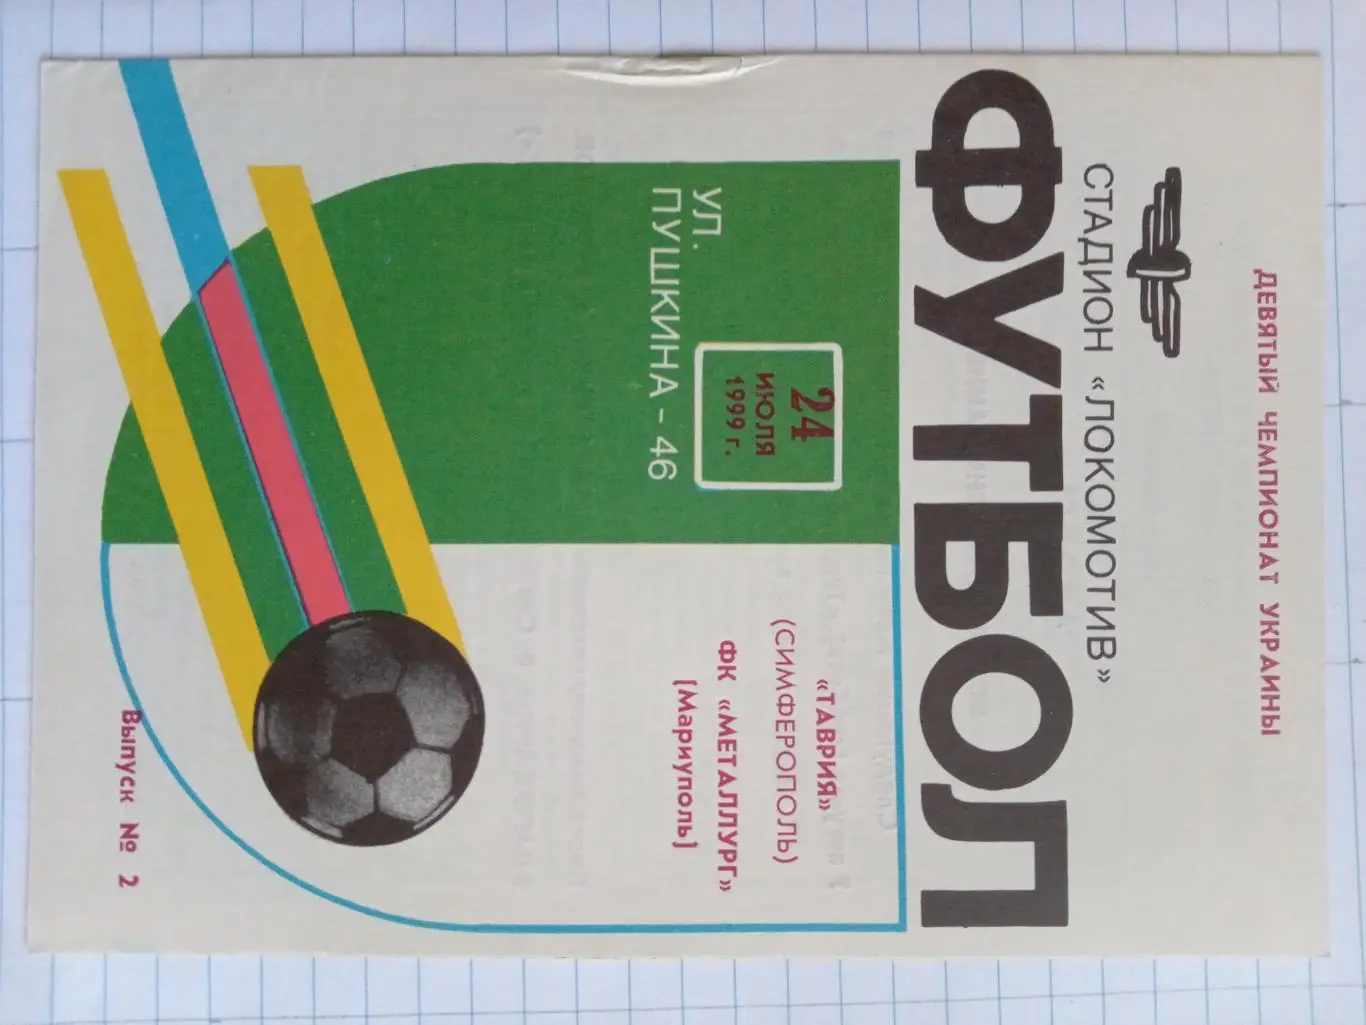 ДЕВЯТЫЙ ЧЕМПИОНАТ УКРАИНЫ
СТАДИОН «ЛОКОМОТИВ»
ФУТБОЛ
24
ИЮЛЯ
1999 г.
УЛ.
ПУШКИНА - 46
«ТАВРИЯ»
(СИМФЕРОПОЛЬ)
ФК «МЕТАЛЛУРГ»
[Мариуполь]
Выпуск № 2